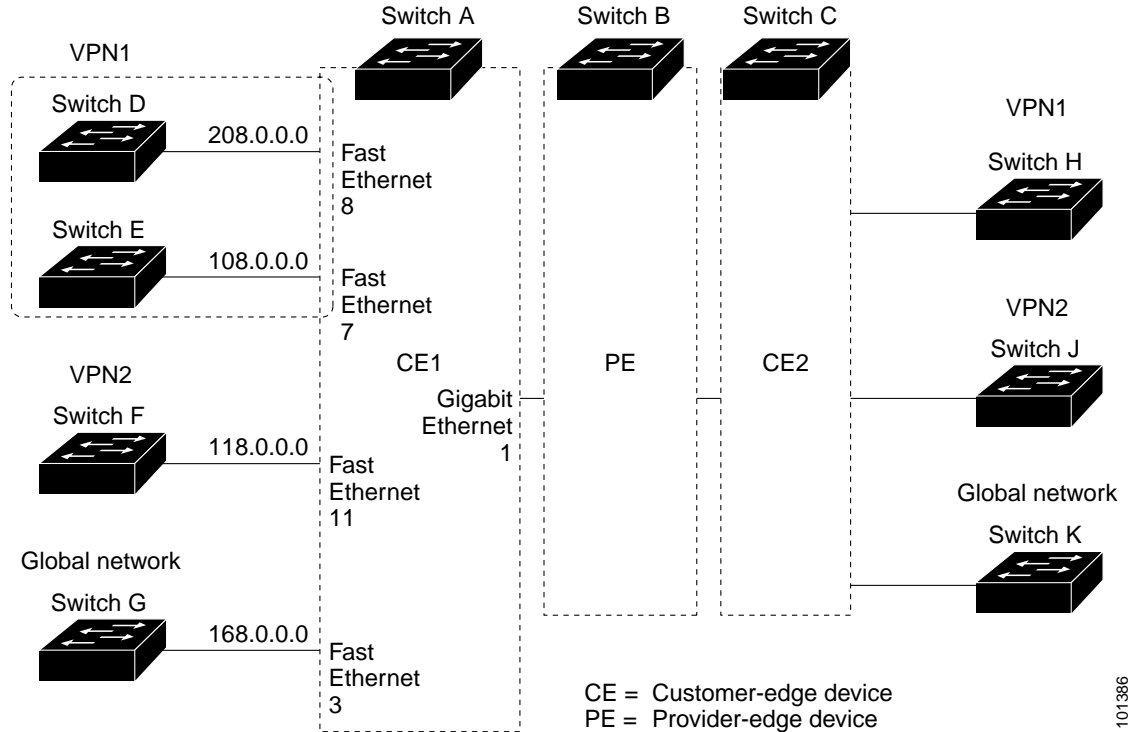 Switch A
Switch B
Switch C
VPN1
Switch D
208.0.0.0
Fast
Ethernet
8
Switch E
108.0.0.0
Fast
Ethernet
7
VPN2
Switch F
118.0.0.0
Fast
Ethernet
11
Global network
Switch G
168.0.0.0
Fast
Ethernet
3
CE1
Gigabit
Ethernet
1
PE
CE2
VPN1
Switch H
VPN2
Switch J
Global network
Switch K
CE = Customer-edge device
PE = Provider-edge device
101386